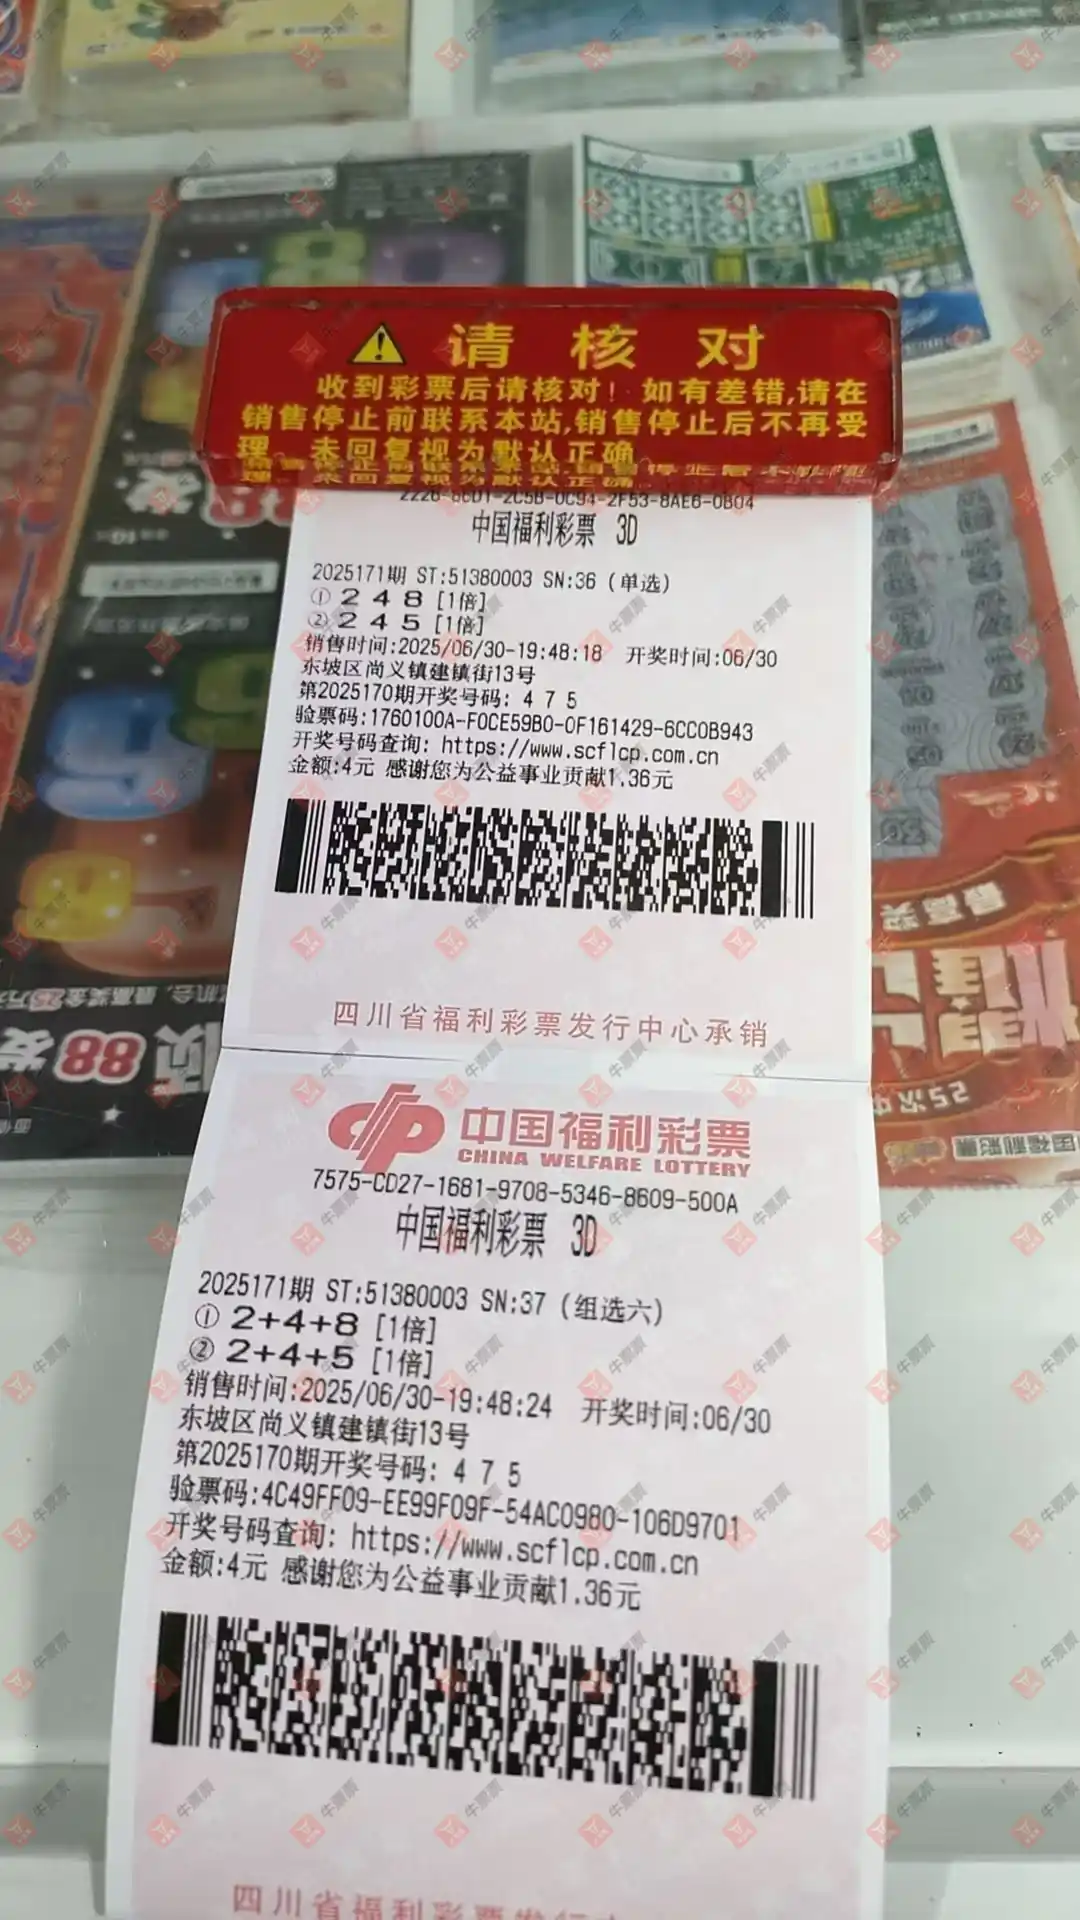 请核对
收到彩票后请核对！如有差错,请在
销售停止前联系本站,销售停止后不再受
理。未回复视为默认正确
中国福利彩票 3D
2025171期 ST:51380003 SN:36 (单选)
① 2 4 8 [1倍]
② 2 4 5 [1倍]
销售时间:2025/06/30-19:48:18 开奖时间:06/30
东坡区尚义镇建镇街13号
第2025170期开奖号码: 4 7 5
验票码:1760100A-F0CE59B0-0F161429-6CC0B943
开奖号码查询: https://www.scflcp.com.cn
金额:4元 感谢您为公益事业贡献1.36元
四川省福利彩票发行中心承销
中国福利彩票
CHINA WELFARE LOTTERY
7575-CD27-1681-9708-5346-8609-500A
中国福利彩票 3D
2025171期 ST:51380003 SN:37 (组选六)
① 2+4+8 [1倍]
② 2+4+5 [1倍]
销售时间:2025/06/30-19:48:24 开奖时间:06/30
东坡区尚义镇建镇街13号
第2025170期开奖号码: 4 7 5
验票码:4C49FF09-EE99F09F-54AC0980-106D9701
开奖号码查询: https://www.scflcp.com.cn
金额:4元 感谢您为公益事业贡献1.36元
四川省福利彩票发行
牛票票